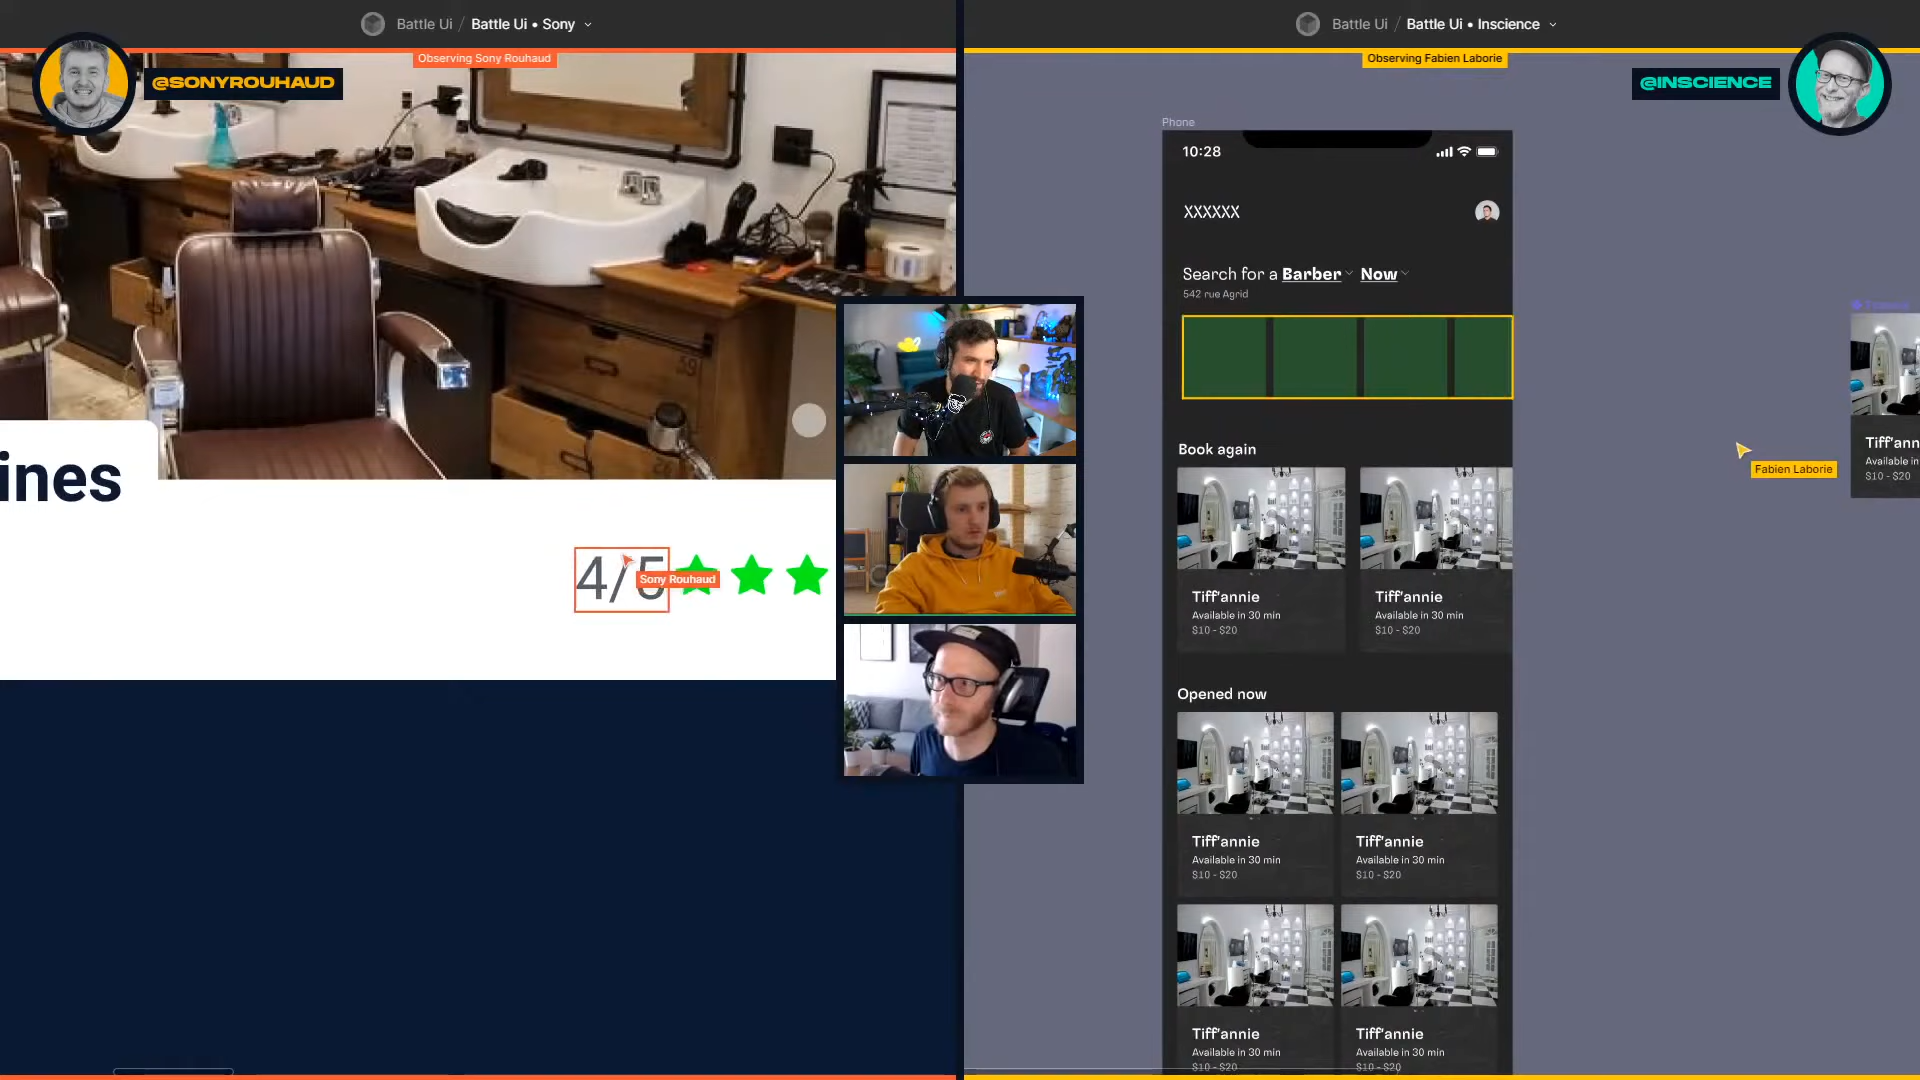 Battle Ui / Battle Ui • Sony
Battle Ui / Battle Ui • Inscience
Observing Sony Rouhaud
Observing Fabien Laborie
@SONYROUHAUD
@INSCIENCE
Phone
10:28
XXXXXX
Search for a Barber Now
542 rue Agrid
ines
4/5
Sony Rouhaud
Book again
Fabien Laborie
Tiff'annie
Available in 30 min
$10 - $20
Tiff'annie
Available in 30 min
$10 - $20
Tiff'ann
Available in
$10 - $20
Opened now
Tiff'annie
Available in 30 min
$10 - $20
Tiff'annie
Available in 30 min
$10 - $20
Tiff'annie
Available in 30 min
$10 - $20
Tiff'annie
Available in 30 min
$10 - $20